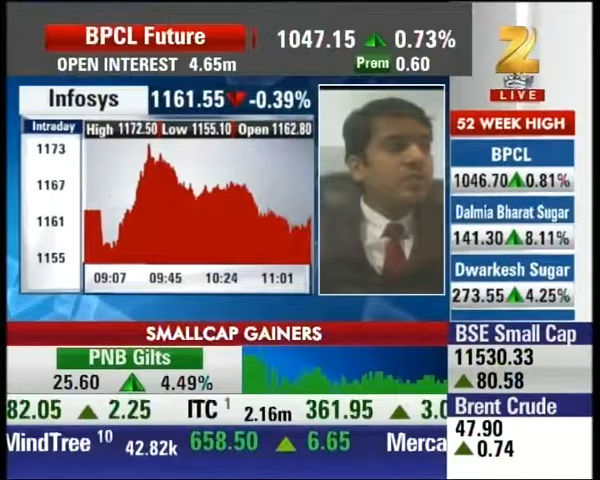 BPCL Future
1047.15 0.73%
OPEN INTEREST 4.65m
Prem 0.60
LIVE
Infosys 1161.55 -0.39%
Intraday High 1172.50 Low 1155.10 Open 1162.80
1173
1167
1161
1155
09:07 09:45 10:24 11:01
52 WEEK HIGH
BPCL
1046.70 0.81%
Dalmia Bharat Sugar
141.30 8.11%
Dwarkesh Sugar
273.55 4.25%
SMALLCAP GAINERS
PNB Gilts
25.60 4.49%
BSE Small Cap
11530.33
80.58
Brent Crude
47.90
0.74
82.05 2.25 ITC 1 2.16m 361.95 3.0
MindTree 10 42.82k 658.50 6.65 Merca